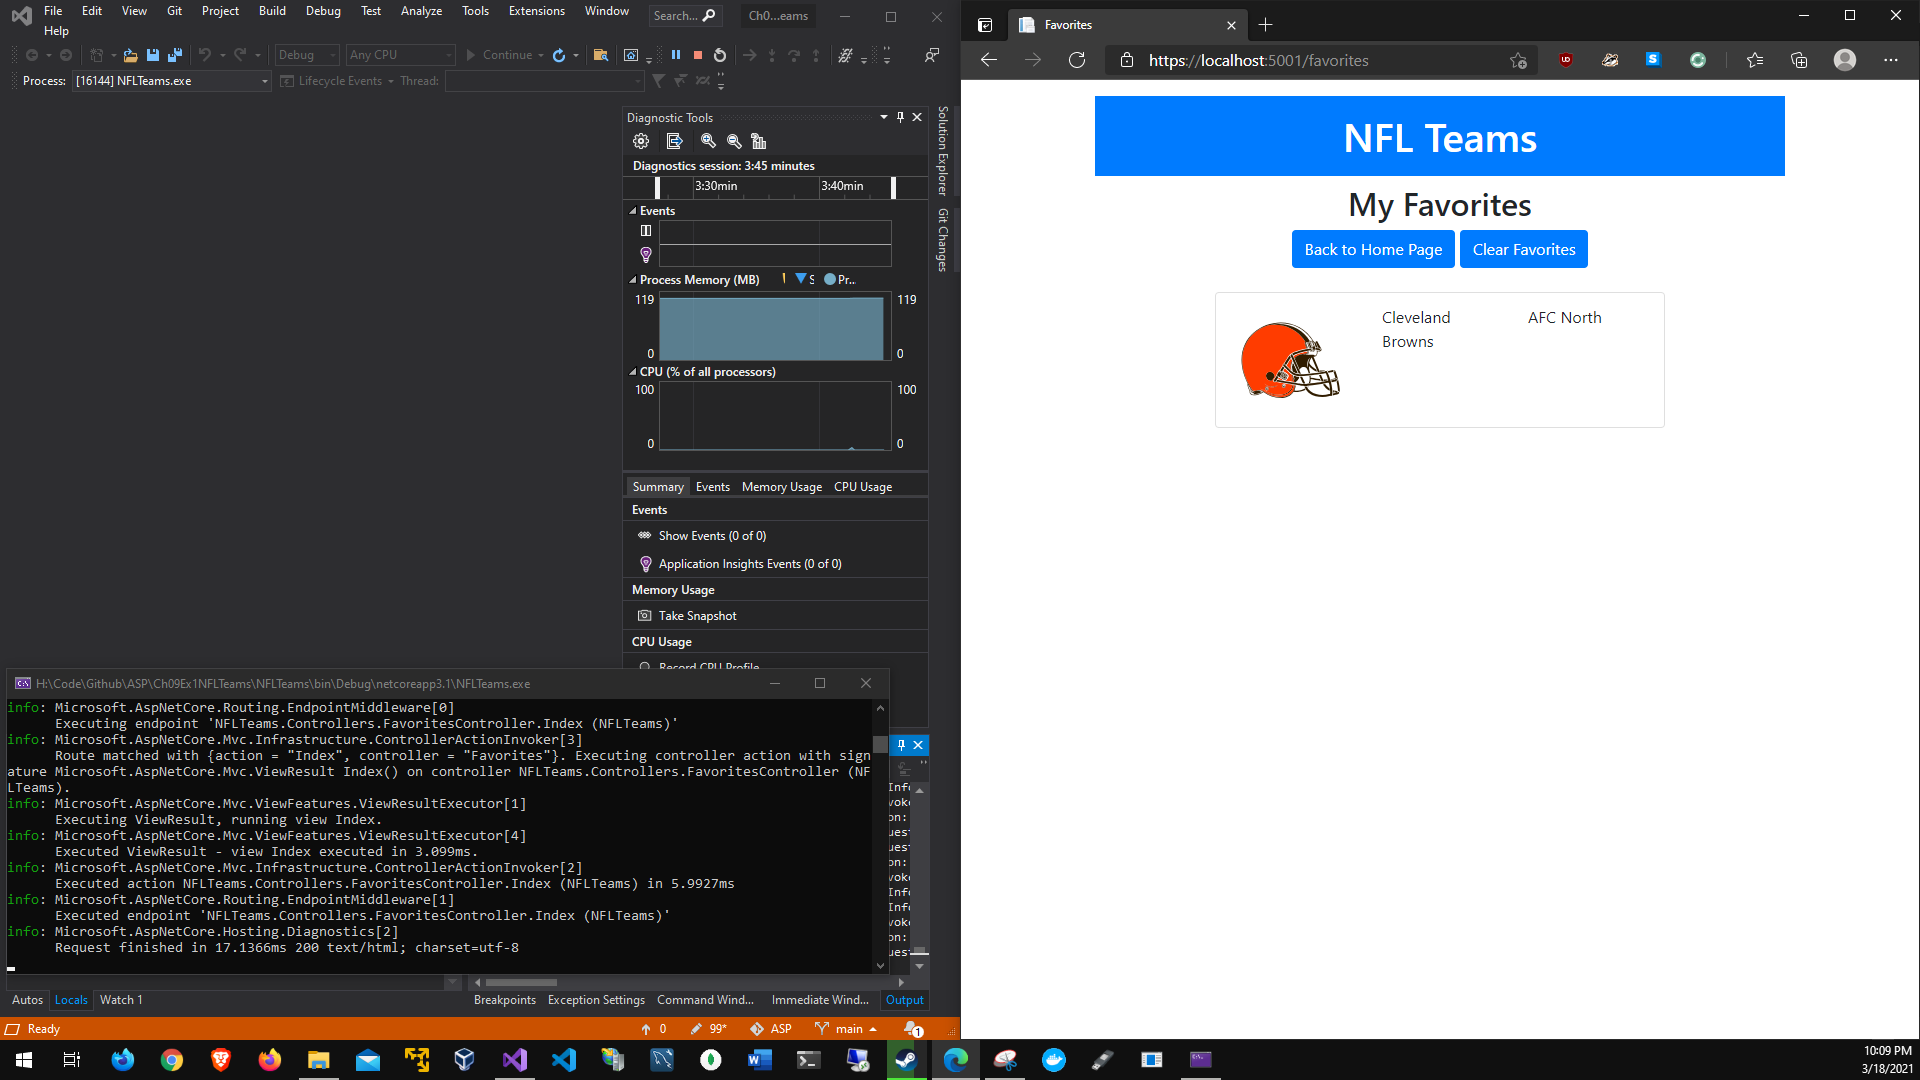 File Edit View Git Project Build Debug Test Analyze Tools Extensions Window Search... Ch0...eams
Help
Debug Any CPU Continue
Process: [16144] NFLTeams.exe Lifecycle Events Thread:
Diagnostic Tools
Diagnostics session: 3:45 minutes
3:30min 3:40min
Events
Process Memory (MB) S Pr...
119 119
0 0
CPU (% of all processors)
100 100
0 0
Summary Events Memory Usage CPU Usage
Events
Show Events (0 of 0)
Application Insights Events (0 of 0)
Memory Usage
Take Snapshot
CPU Usage
Record CPU Profile
Solution Explorer
Git Changes
H:\Code\Github\ASP\Ch09Ex1NFLTeams\NFLTeams\bin\Debug\netcoreapp3.1\NFLTeams.exe
info: Microsoft.AspNetCore.Routing.EndpointMiddleware[0]
Executing endpoint 'NFLTeams.Controllers.FavoritesController.Index (NFLTeams)'
info: Microsoft.AspNetCore.Mvc.Infrastructure.ControllerActionInvoker[3]
Route matched with {action = "Index", controller = "Favorites"}. Executing controller action with sign
ature Microsoft.AspNetCore.Mvc.ViewResult Index() on controller NFLTeams.Controllers.FavoritesController (NF
LTeams).
info: Microsoft.AspNetCore.Mvc.ViewFeatures.ViewResultExecutor[1]
Executing ViewResult, running view Index.
info: Microsoft.AspNetCore.Mvc.ViewFeatures.ViewResultExecutor[4]
Executed ViewResult - view Index executed in 3.099ms.
info: Microsoft.AspNetCore.Mvc.Infrastructure.ControllerActionInvoker[2]
Executed action NFLTeams.Controllers.FavoritesController.Index (NFLTeams) in 5.9927ms
info: Microsoft.AspNetCore.Routing.EndpointMiddleware[1]
Executed endpoint 'NFLTeams.Controllers.FavoritesController.Index (NFLTeams)'
info: Microsoft.AspNetCore.Hosting.Diagnostics[2]
Request finished in 17.1366ms 200 text/html; charset=utf-8
Autos Locals Watch 1 Breakpoints Exception Settings Command Wind... Immediate Wind... Output
Ready 0 99* ASP main 1
Favorites
https://localhost:5001/favorites
NFL Teams
My Favorites
Back to Home Page Clear Favorites
Cleveland AFC North
Browns
10:09 PM
3/18/2021